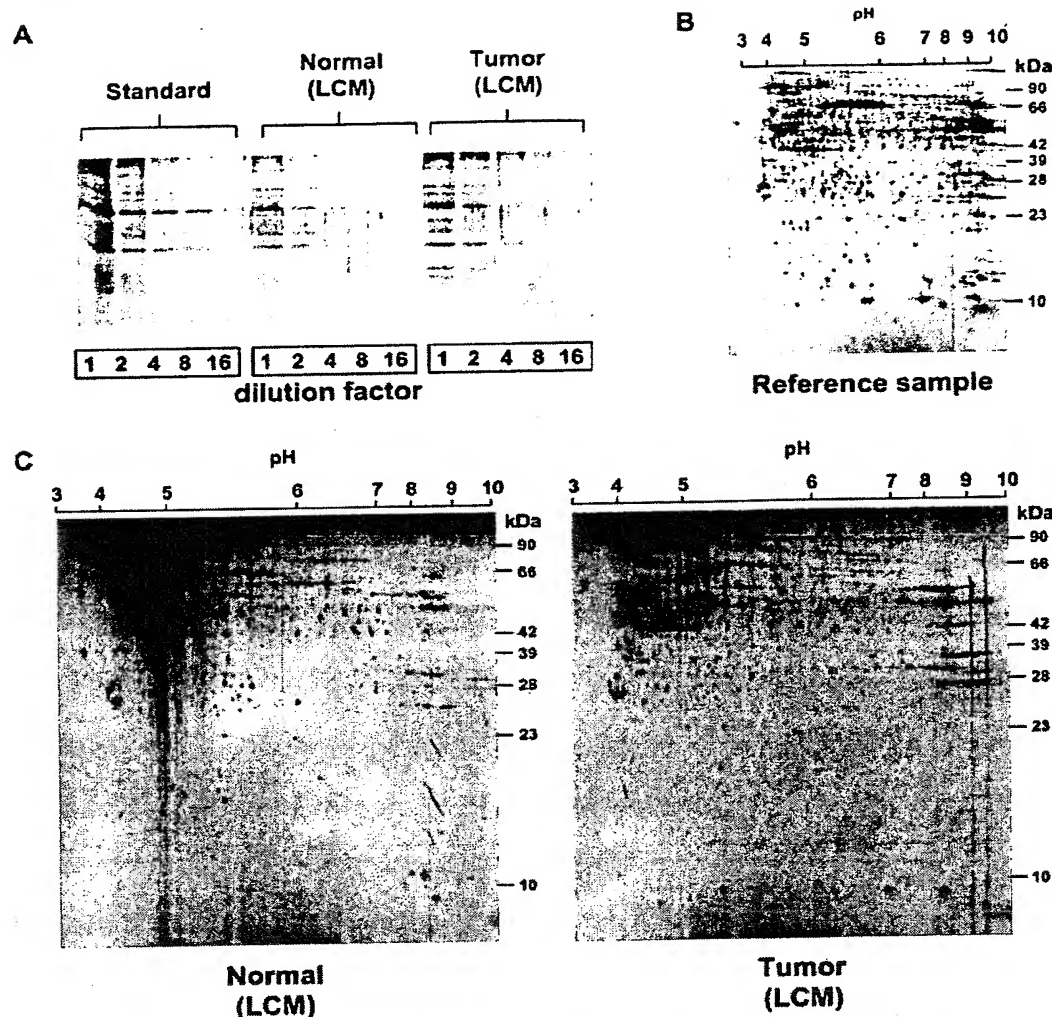 A
Standard
Normal
(LCM)
Tumor
(LCM)
1 2 4 8 16 1 2 4 8 16 1 2 4 8 16
dilution factor
B
pH
3 4 5 6 7 8 9 10
kDa
90
66
42
39
28
23
10
Reference sample
C
pH
3 4 5 6 7 8 9 10
kDa
90
66
42
39
28
23
10
Normal
(LCM)
pH
3 4 5 6 7 8 9 10
kDa
90
66
42
39
28
23
10
Tumor
(LCM)